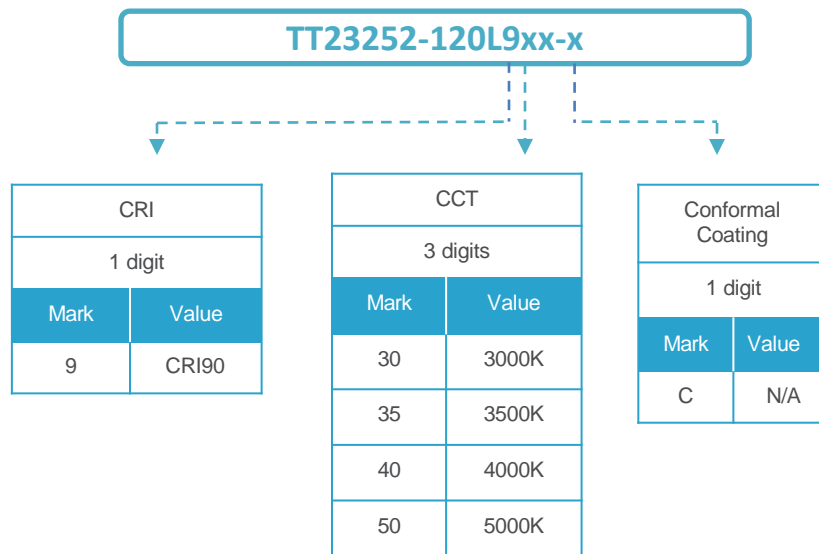 TT23252-120L9xx-x
CRI
1 digit
Mark Value
9 CRI90
CCT
3 digits
Mark Value
30 3000K
35 3500K
40 4000K
50 5000K
Conformal
Coating
1 digit
Mark Value
C N/A